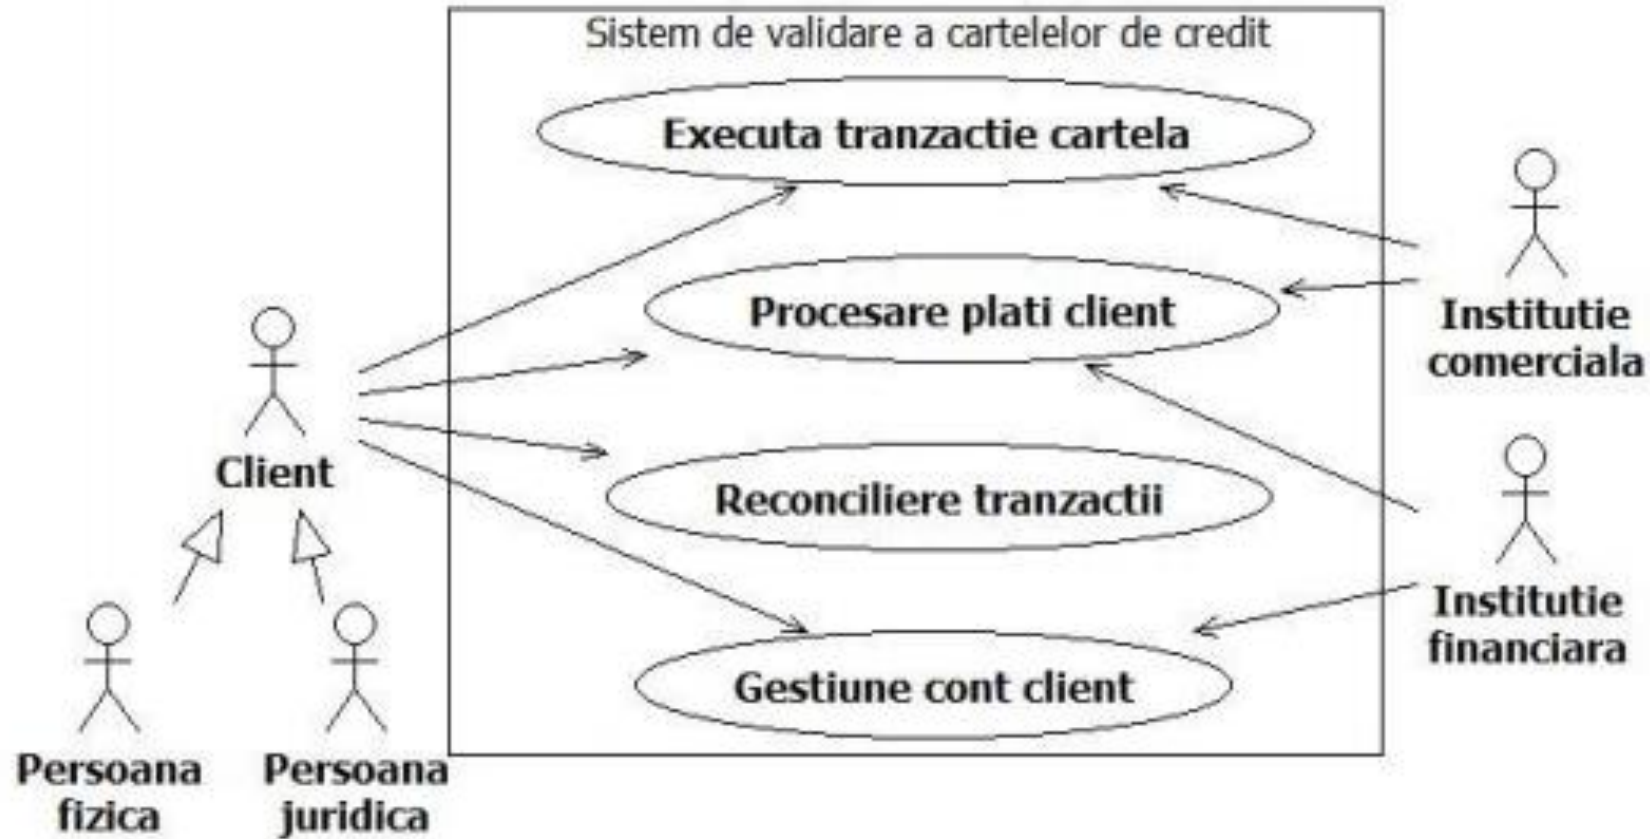 Sistem de validare a cartelelor de credit
Executa tranzactie cartela
Procesare plati client
Institutie
comerciala
Client
Reconciliere tranzactii
Institutie
financiara
Gestiune cont client
Persoana
fizica
Persoana
juridica